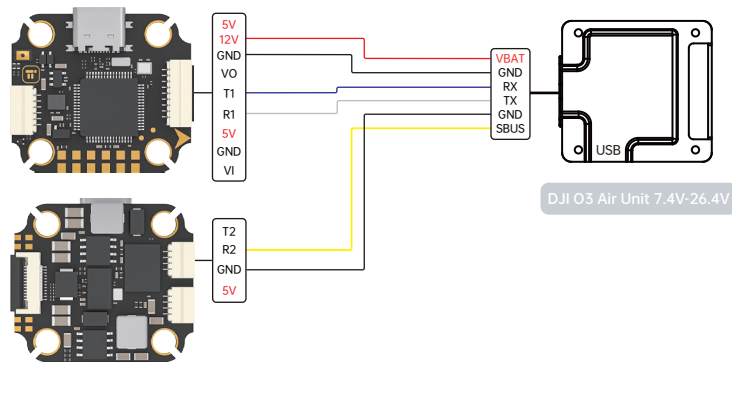 5V
12V
GND
VO
T1
R1
5V
GND
VI
VBAT
GND
RX
TX
GND
SBUS
USB
DJI O3 Air Unit 7.4V-26.4V
T2
R2
GND
5V